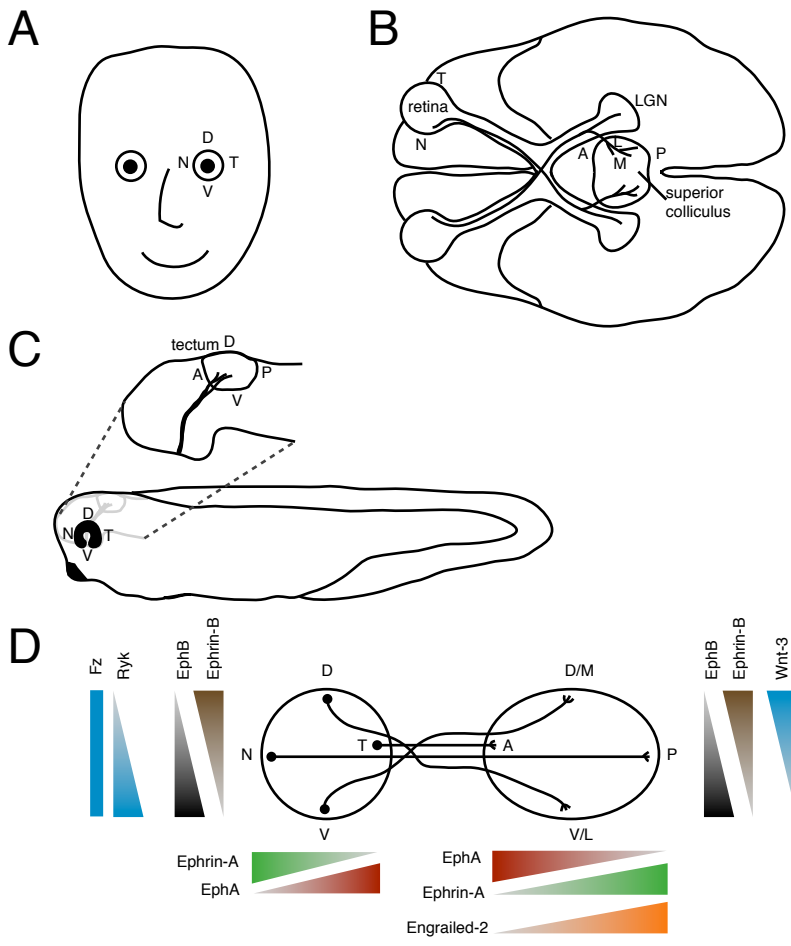 A
D
N
T
V
B
T
retina
N
LGN
L
A
M
P
superior
colliculus
C
tectum D
A
P
V
D
N
T
V
D
Fz
Ryk
EphB
Ephrin-B
D
D/M
EphB
Ephrin-B
Wnt-3
T
A
N
P
V
V/L
Ephrin-A
EphA
EphA
Ephrin-A
Engrailed-2